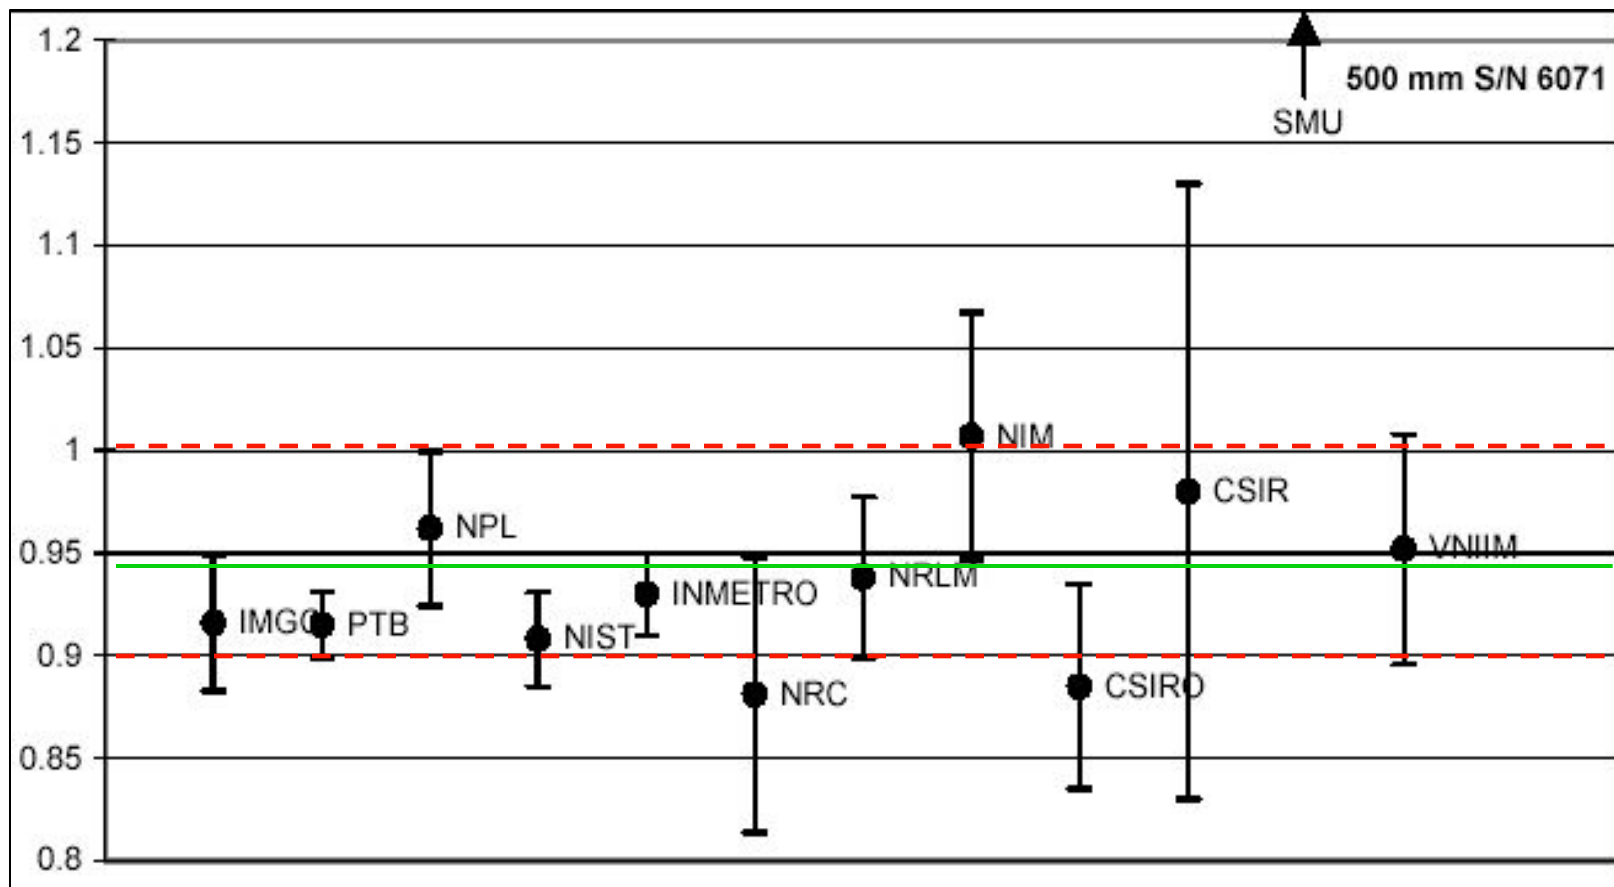 1.2
500 mm S/N 6071
SMU
1.15
1.1
1.05
1
NIM
CSIR
NPL
0.95
VNIIM
NRLM
INMETRO
IMGC
PTB
NIST
0.9
NRC
CSIRO
0.85
0.8